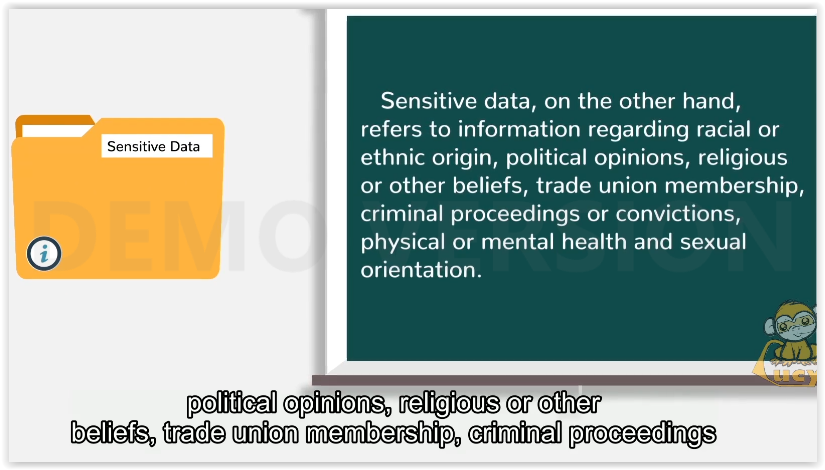 Sensitive Data
Sensitive data, on the other hand,
refers to information regarding racial or
ethnic origin, political opinions, religious
or other beliefs, trade union membership,
criminal proceedings or convictions,
physical or mental health and sexual
orientation.
DEMO VERSION
political opinions, religious or other
beliefs, trade union membership, criminal proceedings